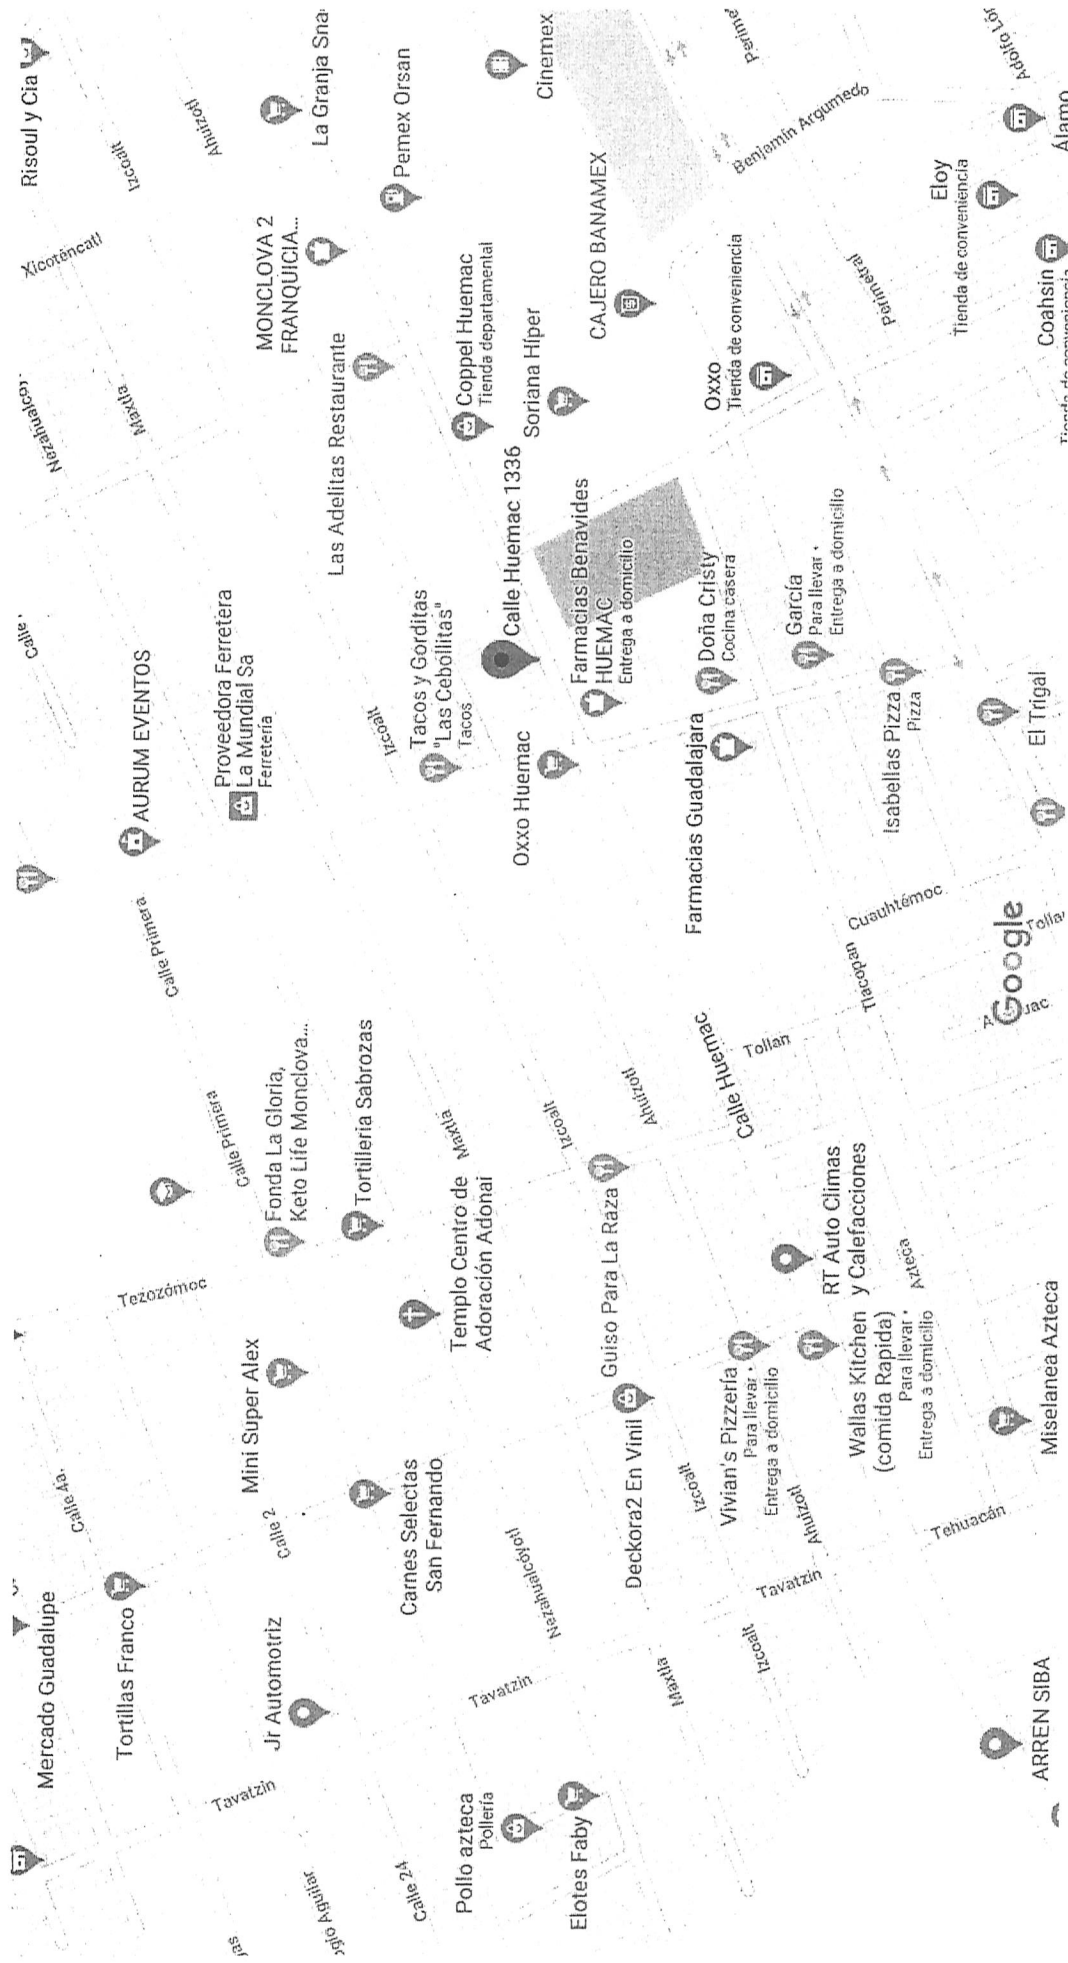 Mercado Guadalupe
Calle
Risoul y Cia
Nezahualcoy
Xicoténcatl
Calle 4a.
Tortillas Franco
AURUM EVENTOS
Maxtla
Izcoalt
Tezozómoc
Calle Primera
Calle Primera
Ahuizotl
Tavatzin
Mini Super Alex
Proveedora Ferretera
La Mundial Sa
Ferretería
MONCLOVA 2
FRANQUICIA...
Jr Automotriz
Calle 2
Fonda La Gloria,
Keto Life Monclova...
La Granja Sna
Las Adelitas Restaurante
Tortilleria Sabrozas
Izcoalt
Pemex Orsan
Calle 24
Carnes Selectas
San Fernando
Maxtla
Tacos y Gorditas
"Las Cebollitas"
Tacos
Coppel Huemac
Tienda departamental
Templo Centro de
Adoración Adonai
Pollo azteca
Pollería
Tavatzin
Nezahualcóyotl
Oxxo Huemac
Calle Huemac 1336
Soriana Híper
Cinemex
Izcoalt
Elotes Faby
Farmacias Benavides
HUEMAC
Entrega a domicilio
CAJERO BANAMEX
Guiso Para La Raza
Deckora2 En Vinil
Ahuizotl
Maxtla
Izcoalt
Farmacias Guadalajara
Doña Cristy
Cocina casera
Oxxo
Tienda de conveniencia
Calle Huemac
Vivian's Pizzería
Para llevar ·
Entrega a domicilio
Izcoalt
Tavatzin
Tollan
Benjamín Argumedo
García
Para llevar ·
Entrega a domicilio
Ahuizotl
RT Auto Climas
y Calefacciones
Wallas Kitchen
(comida Rapida)
Para llevar ·
Entrega a domicilio
Tlacopan
Cuauhtémoc
Perimetral
Isabellas Pizza
Pizza
Azteca
Eloy
Tienda de conveniencia
Tehuacán
Google
El Trigal
ARREN SIBA
Miselanea Azteca
Coahsin
Álamo